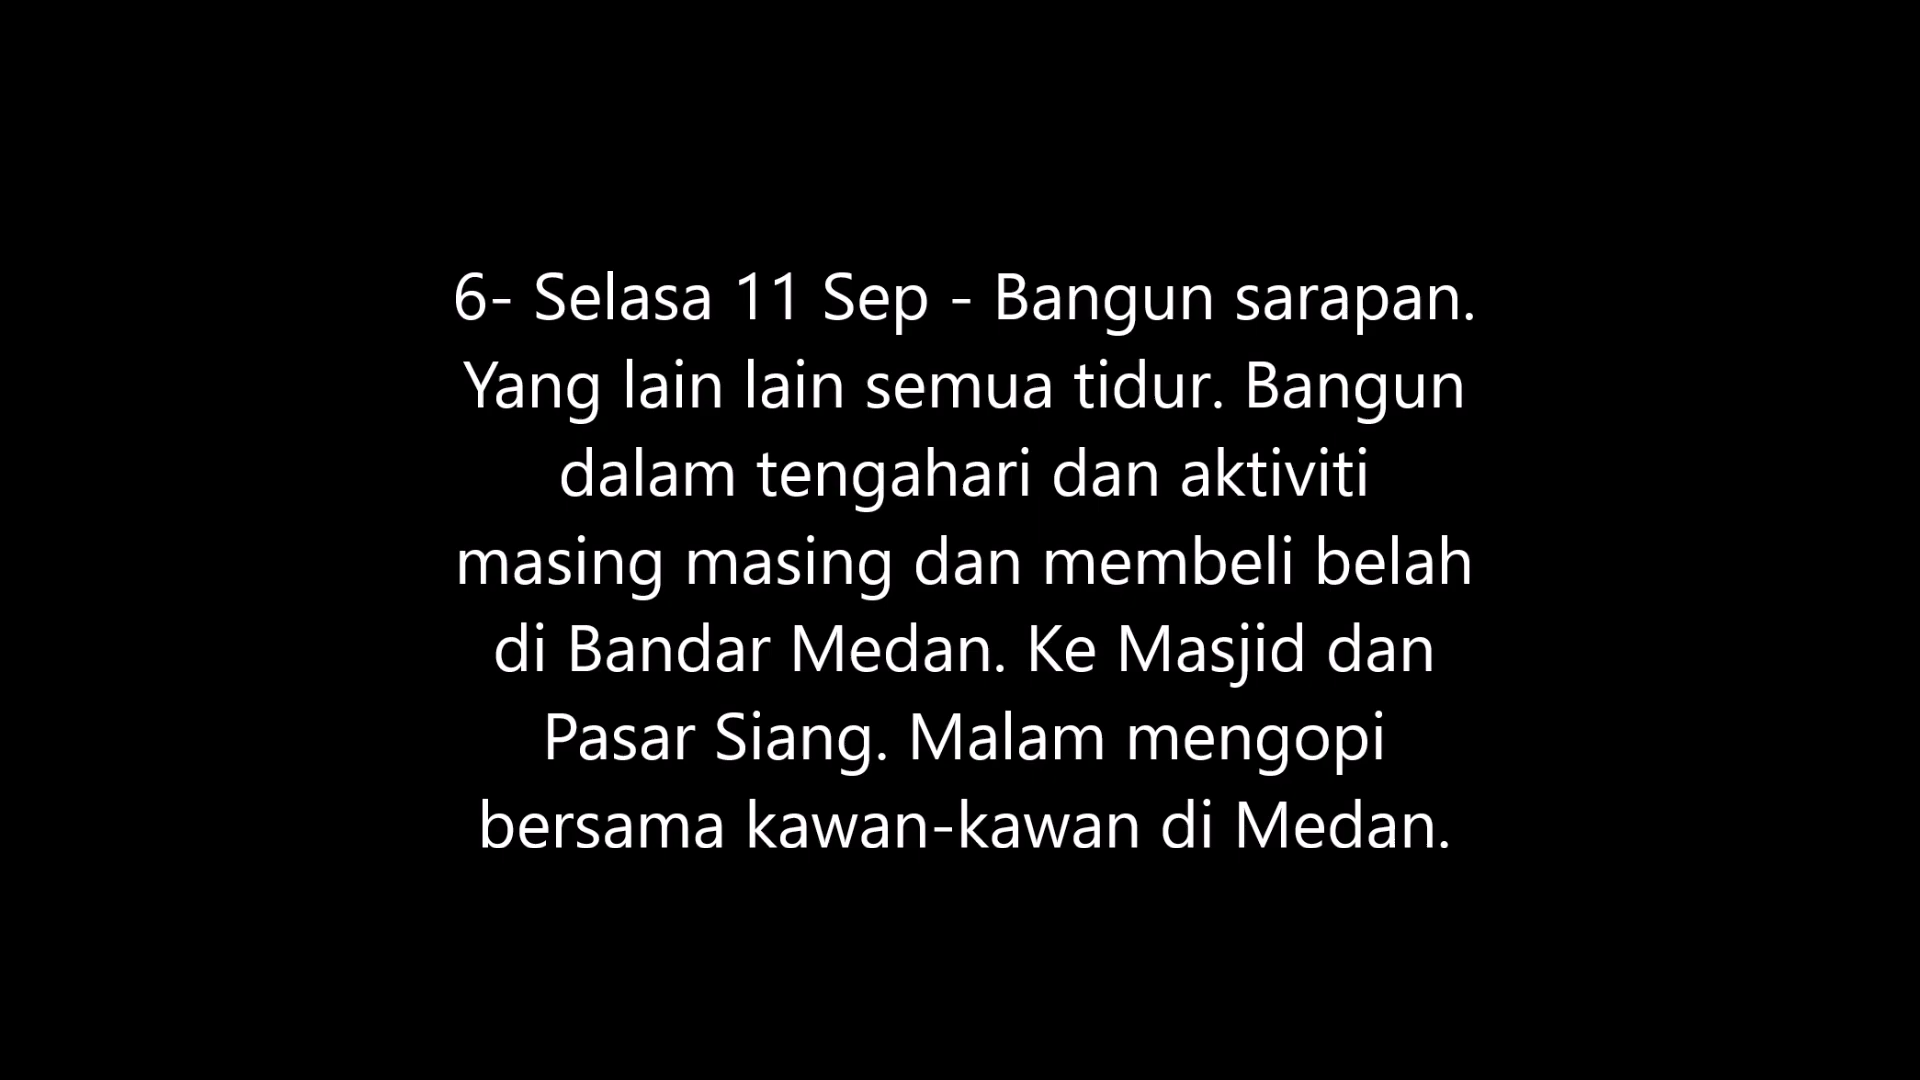 6- Selasa 11 Sep - Bangun sarapan.
Yang lain lain semua tidur. Bangun
dalam tengahari dan aktiviti
masing masing dan membeli belah
di Bandar Medan. Ke Masjid dan
Pasar Siang. Malam mengopi
bersama kawan-kawan di Medan.